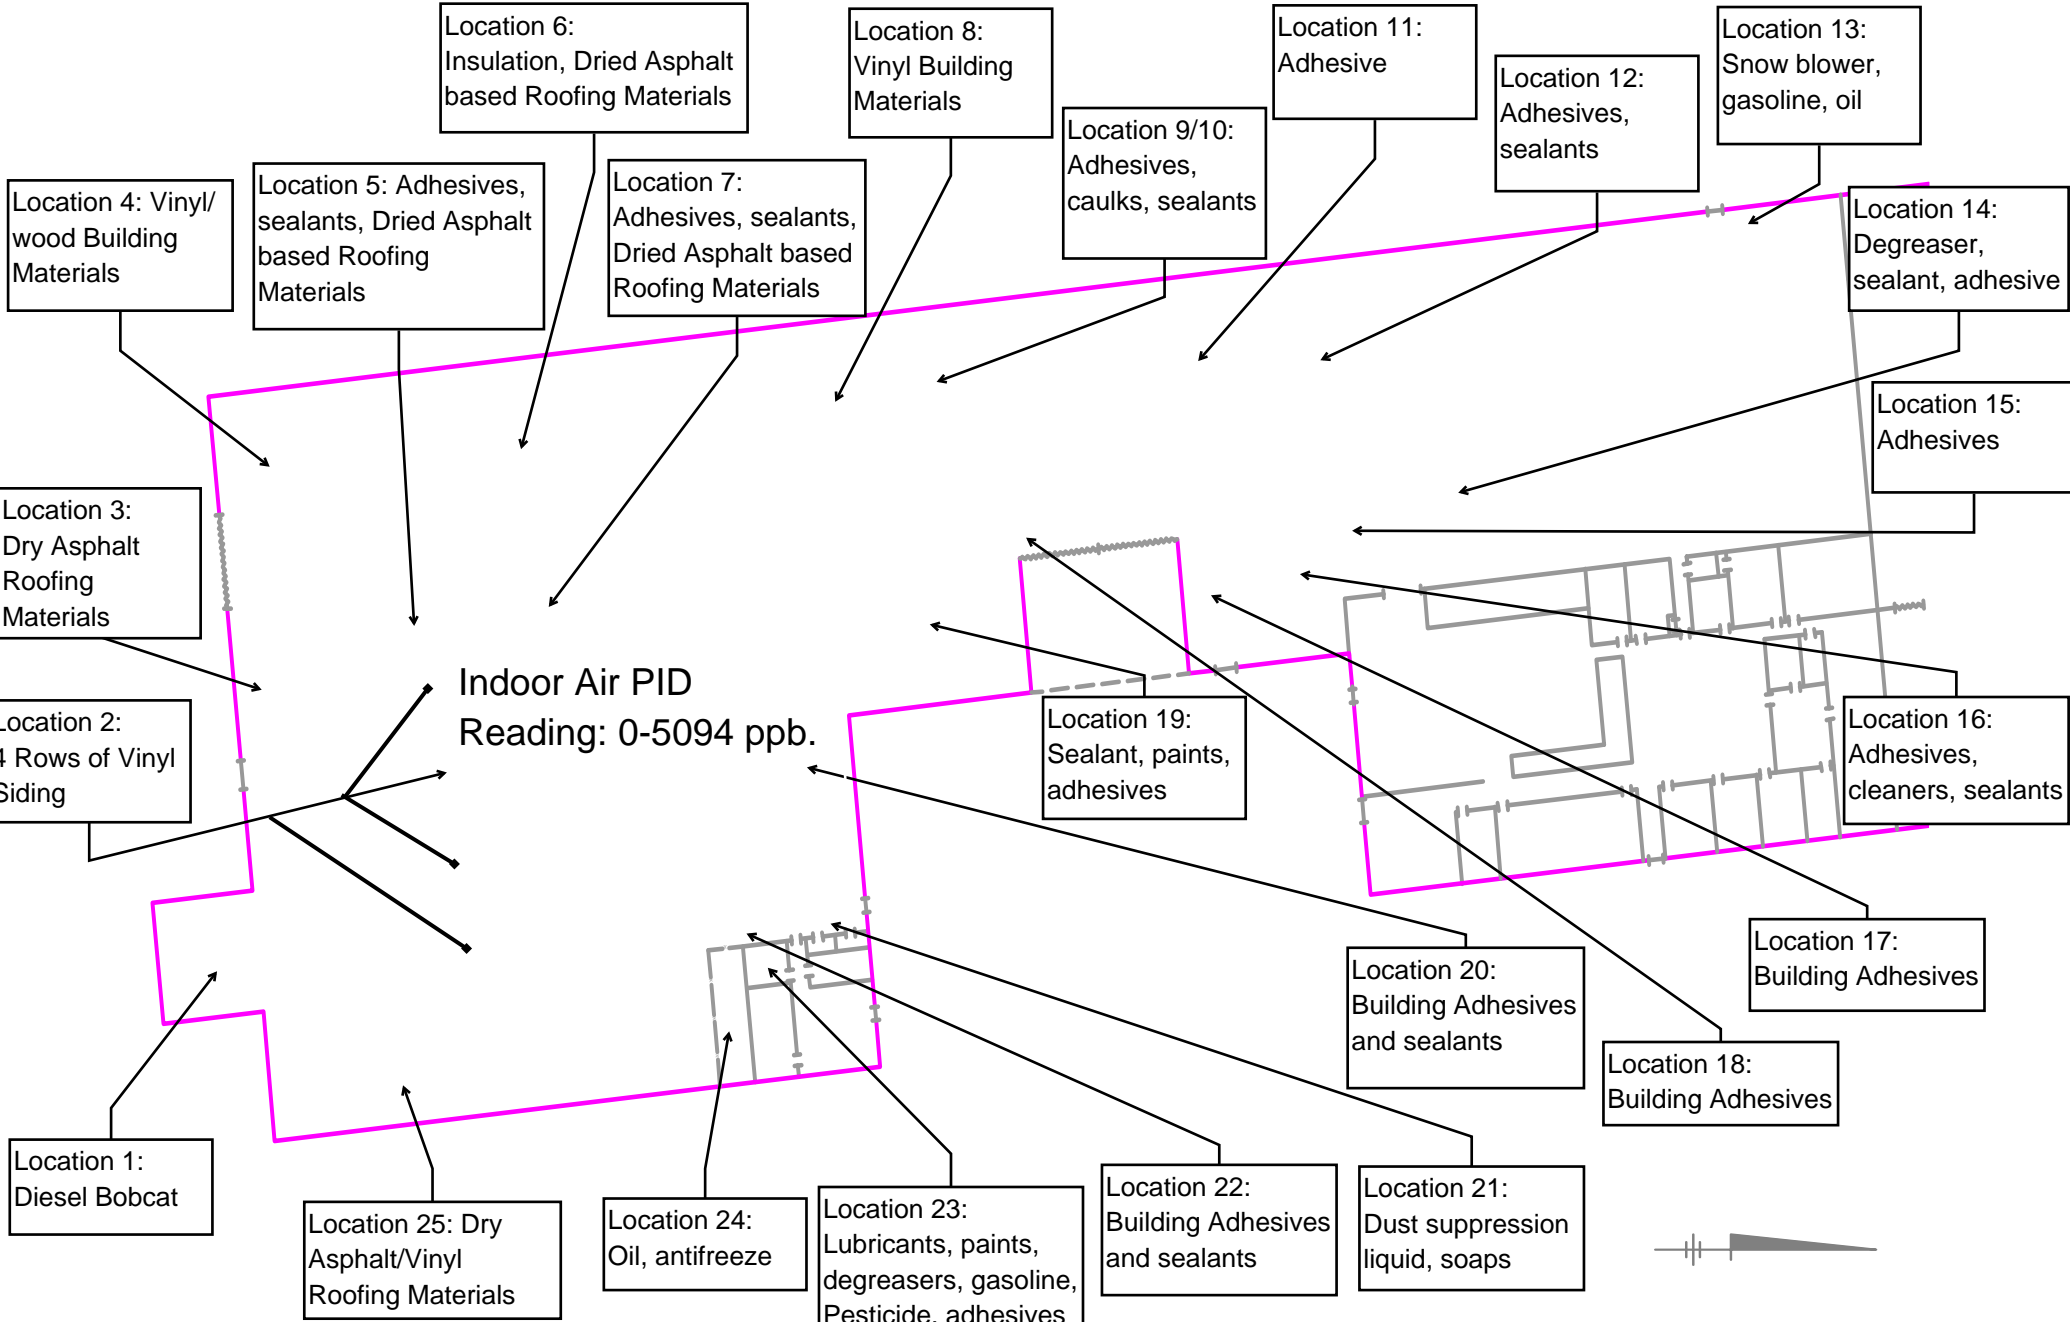 Location 6:
Insulation, Dried Asphalt
based Roofing Materials
Location 8:
Vinyl Building
Materials
Location 11:
Adhesive
Location 13:
Snow blower,
gasoline, oil
Location 12:
Adhesives,
sealants
Location 9/10:
Adhesives,
caulks, sealants
Location 4: Vinyl/
wood Building
Materials
Location 5: Adhesives,
sealants, Dried Asphalt
based Roofing
Materials
Location 7:
Adhesives, sealants,
Dried Asphalt based
Roofing Materials
Location 14:
Degreaser,
sealant, adhesive
Location 15:
Adhesives
Location 3:
Dry Asphalt
Roofing
Materials
Indoor Air PID
Reading: 0-5094 ppb.
Location 2:
4 Rows of Vinyl
Siding
Location 19:
Sealant, paints,
adhesives
Location 16:
Adhesives,
cleaners, sealants
Location 17:
Building Adhesives
Location 20:
Building Adhesives
and sealants
Location 18:
Building Adhesives
Location 1:
Diesel Bobcat
Location 25: Dry
Asphalt/Vinyl
Roofing Materials
Location 24:
Oil, antifreeze
Location 23:
Lubricants, paints,
degreasers, gasoline,
Pesticide, adhesives
Location 22:
Building Adhesives
and sealants
Location 21:
Dust suppression
liquid, soaps